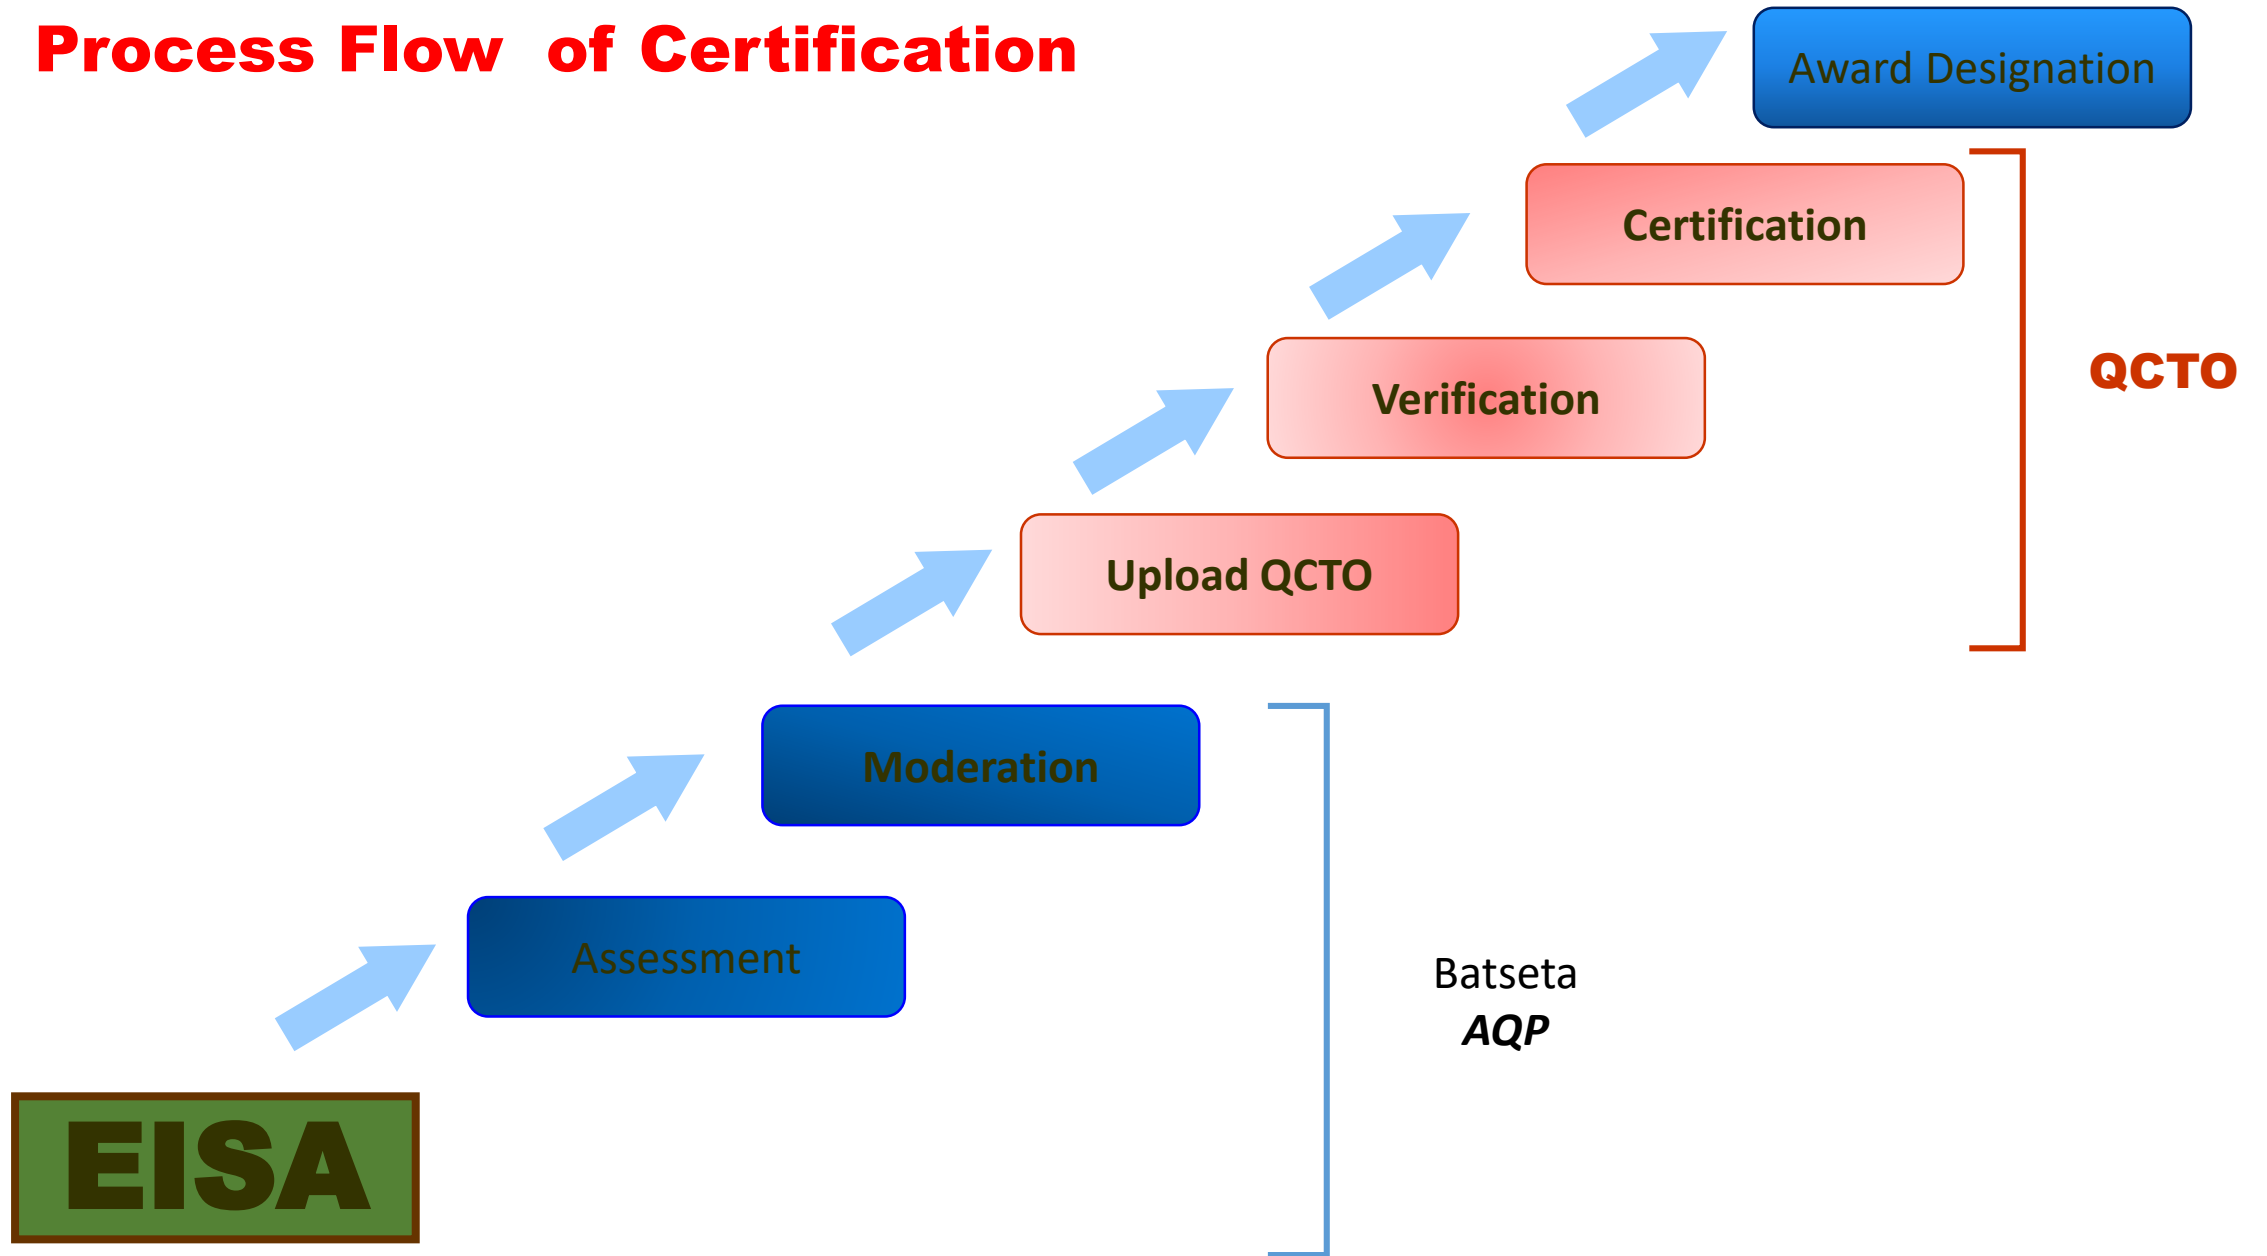 Process Flow of Certification
Award Designation
Certification
QCTO
Verification
Upload QCTO
Moderation
Assessment
Batseta
AQP
EISA